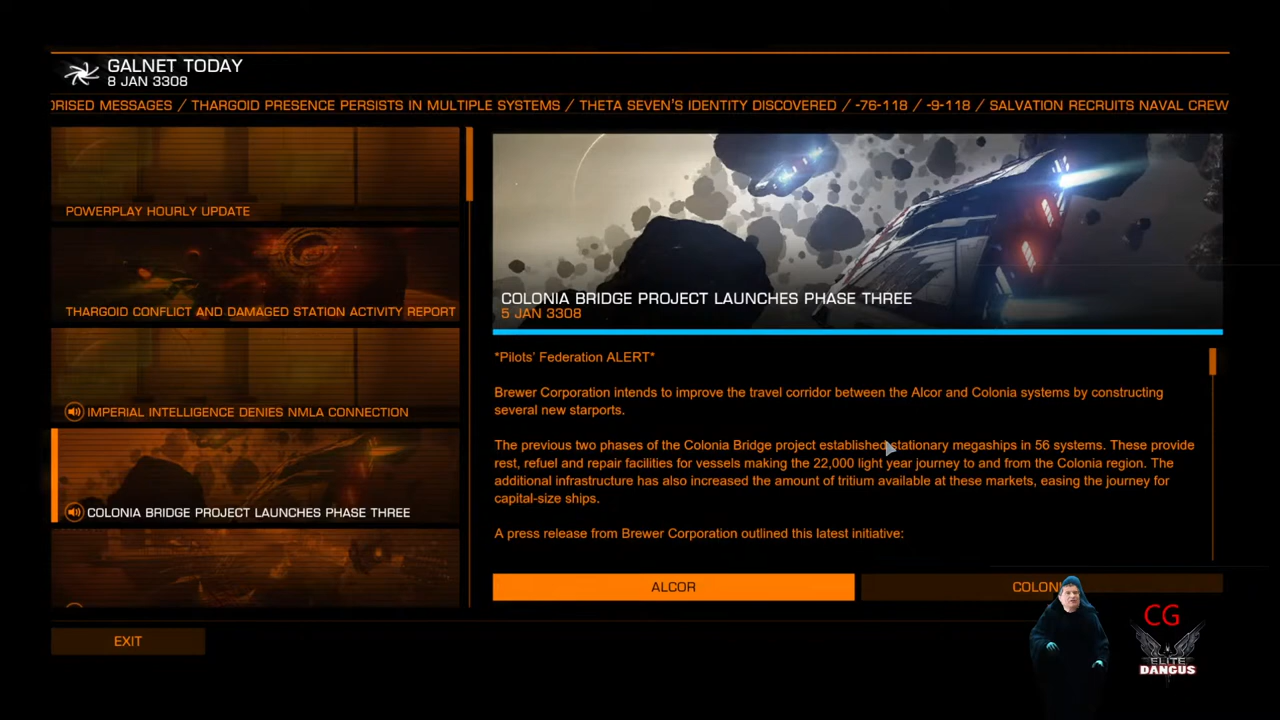 GALNET TODAY
8 JAN 3308
ORISED MESSAGES / THARGOID PRESENCE PERSISTS IN MULTIPLE SYSTEMS / THETA SEVEN'S IDENTITY DISCOVERED / -76-118 / -9-118 / SALVATION RECRUITS NAVAL CREW
POWERPLAY HOURLY UPDATE
THARGOID CONFLICT AND DAMAGED STATION ACTIVITY REPORT
IMPERIAL INTELLIGENCE DENIES NMLA CONNECTION
COLONIA BRIDGE PROJECT LAUNCHES PHASE THREE
COLONIA BRIDGE PROJECT LAUNCHES PHASE THREE
5 JAN 3308
*Pilots' Federation ALERT*
Brewer Corporation intends to improve the travel corridor between the Alcor and Colonia systems by constructing
several new starports.
The previous two phases of the Colonia Bridge project established stationary megaships in 56 systems. These provide
rest, refuel and repair facilities for vessels making the 22,000 light year journey to and from the Colonia region. The
additional infrastructure has also increased the amount of tritium available at these markets, easing the journey for
capital-size ships.
A press release from Brewer Corporation outlined this latest initiative:
ALCOR
COLONI
EXIT
CG
ELITE
DANGUS